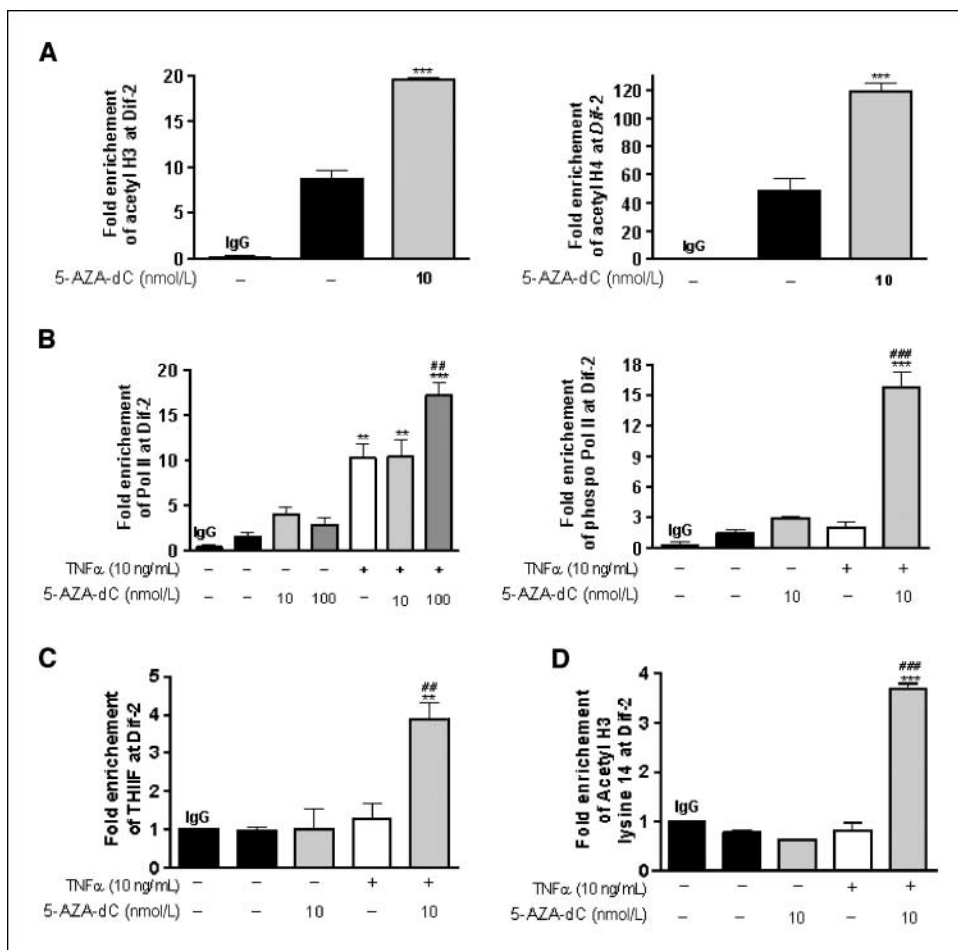 A
Fold enrichement
of acetyl H3 at Dif-2
20
15
10
5
0
IgG
***
5-AZA-dC (nmol/L)
– – 10
Fold enrichement
of acetyl H4 at Dif-2
120
100
80
60
40
20
0
IgG
***
5-AZA-dC (nmol/L)
– – 10
B
Fold enrichement
of Pol II at Dif-2
20
15
10
5
0
IgG
**
**
##
***
TNFα (10 ng/mL)
– – – – + + +
5-AZA-dC (nmol/L)
– – 10 100 – 10 100
Fold enrichement
of phospo Pol II at Dif-2
18
15
12
9
6
3
0
IgG
###
***
TNFα (10 ng/mL)
– – – + +
5-AZA-dC (nmol/L)
– – 10 – 10
C
Fold enrichement
of THIIF at Dif-2
5
4
3
2
1
0
IgG
##
**
TNFα (10 ng/mL)
– – – + +
5-AZA-dC (nmol/L)
– – 10 – 10
D
Fold enrichement
of Acetyl H3
lysine 14 at Dif-2
4
3
2
1
0
IgG
###
***
TNFα (10 ng/mL)
– – – + +
5-AZA-dC (nmol/L)
– – 10 – 10